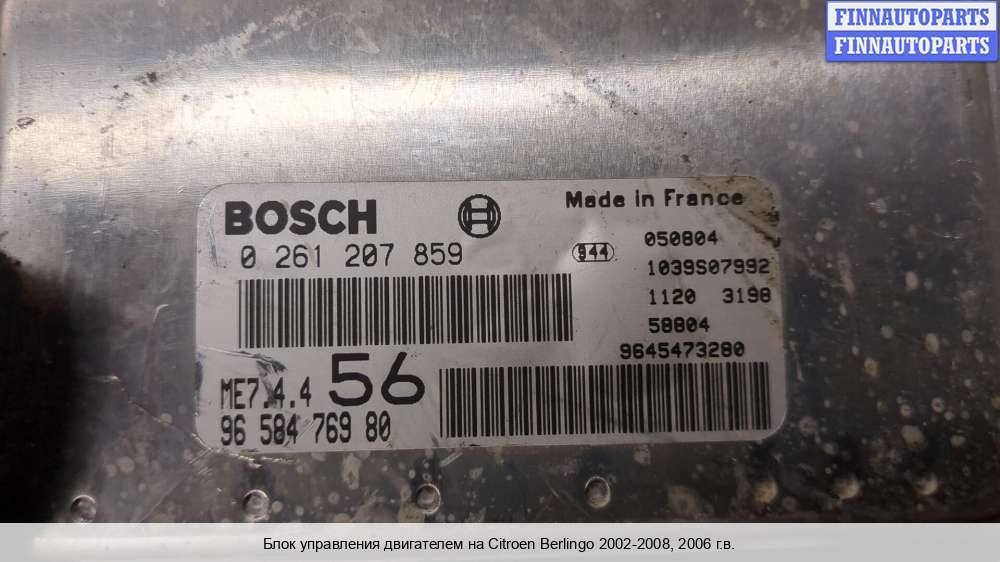 FINNAUTOPARTS
FINNAUTOPARTS
BOSCH
Made in France
0 261 207 859
944
050804
1039S07992
1120 3198
58804
9645473280
ME7.4.4
56
96 584 769 80
Блок управления двигателем на Citroen Berlingo 2002-2008, 2006 г.в.